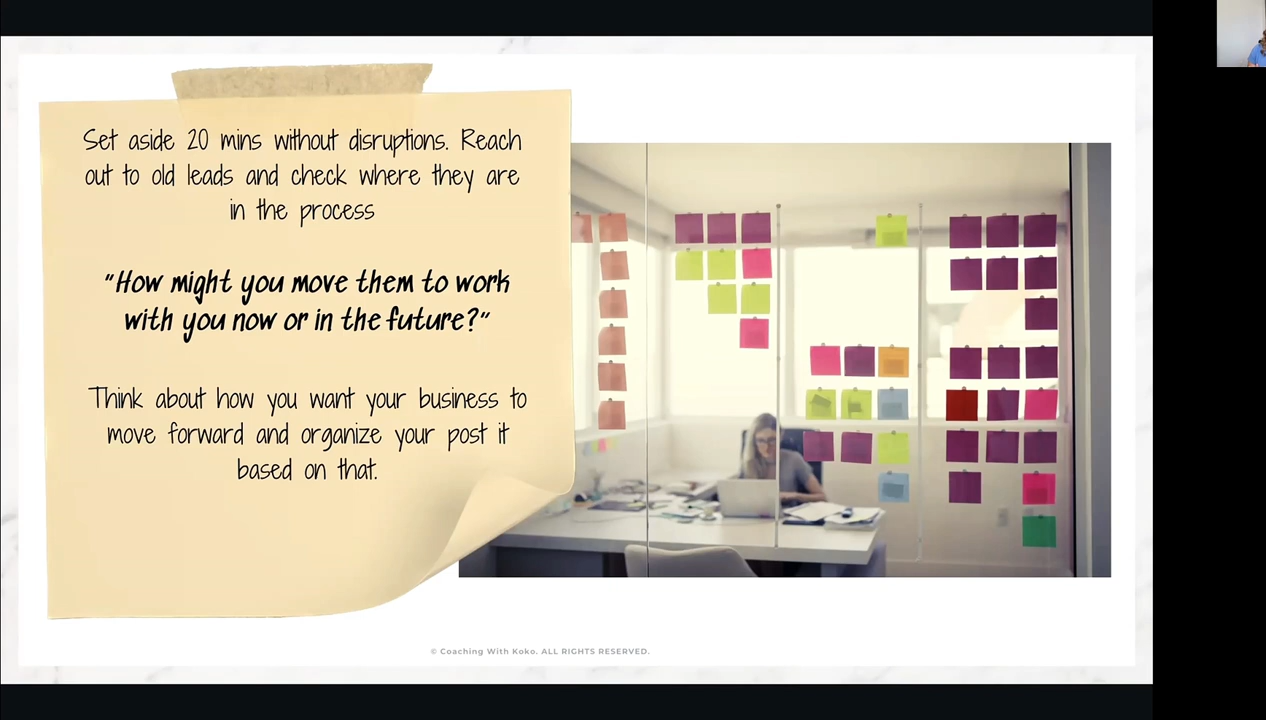 Set aside 20 mins without disruptions. Reach
out to old leads and check where they are
in the process
"How might you move them to work
with you now or in the future?"
Think about how you want your business to
move forward and organize your post it
based on that.
© Coaching With Koko. ALL RIGHTS RESERVED.